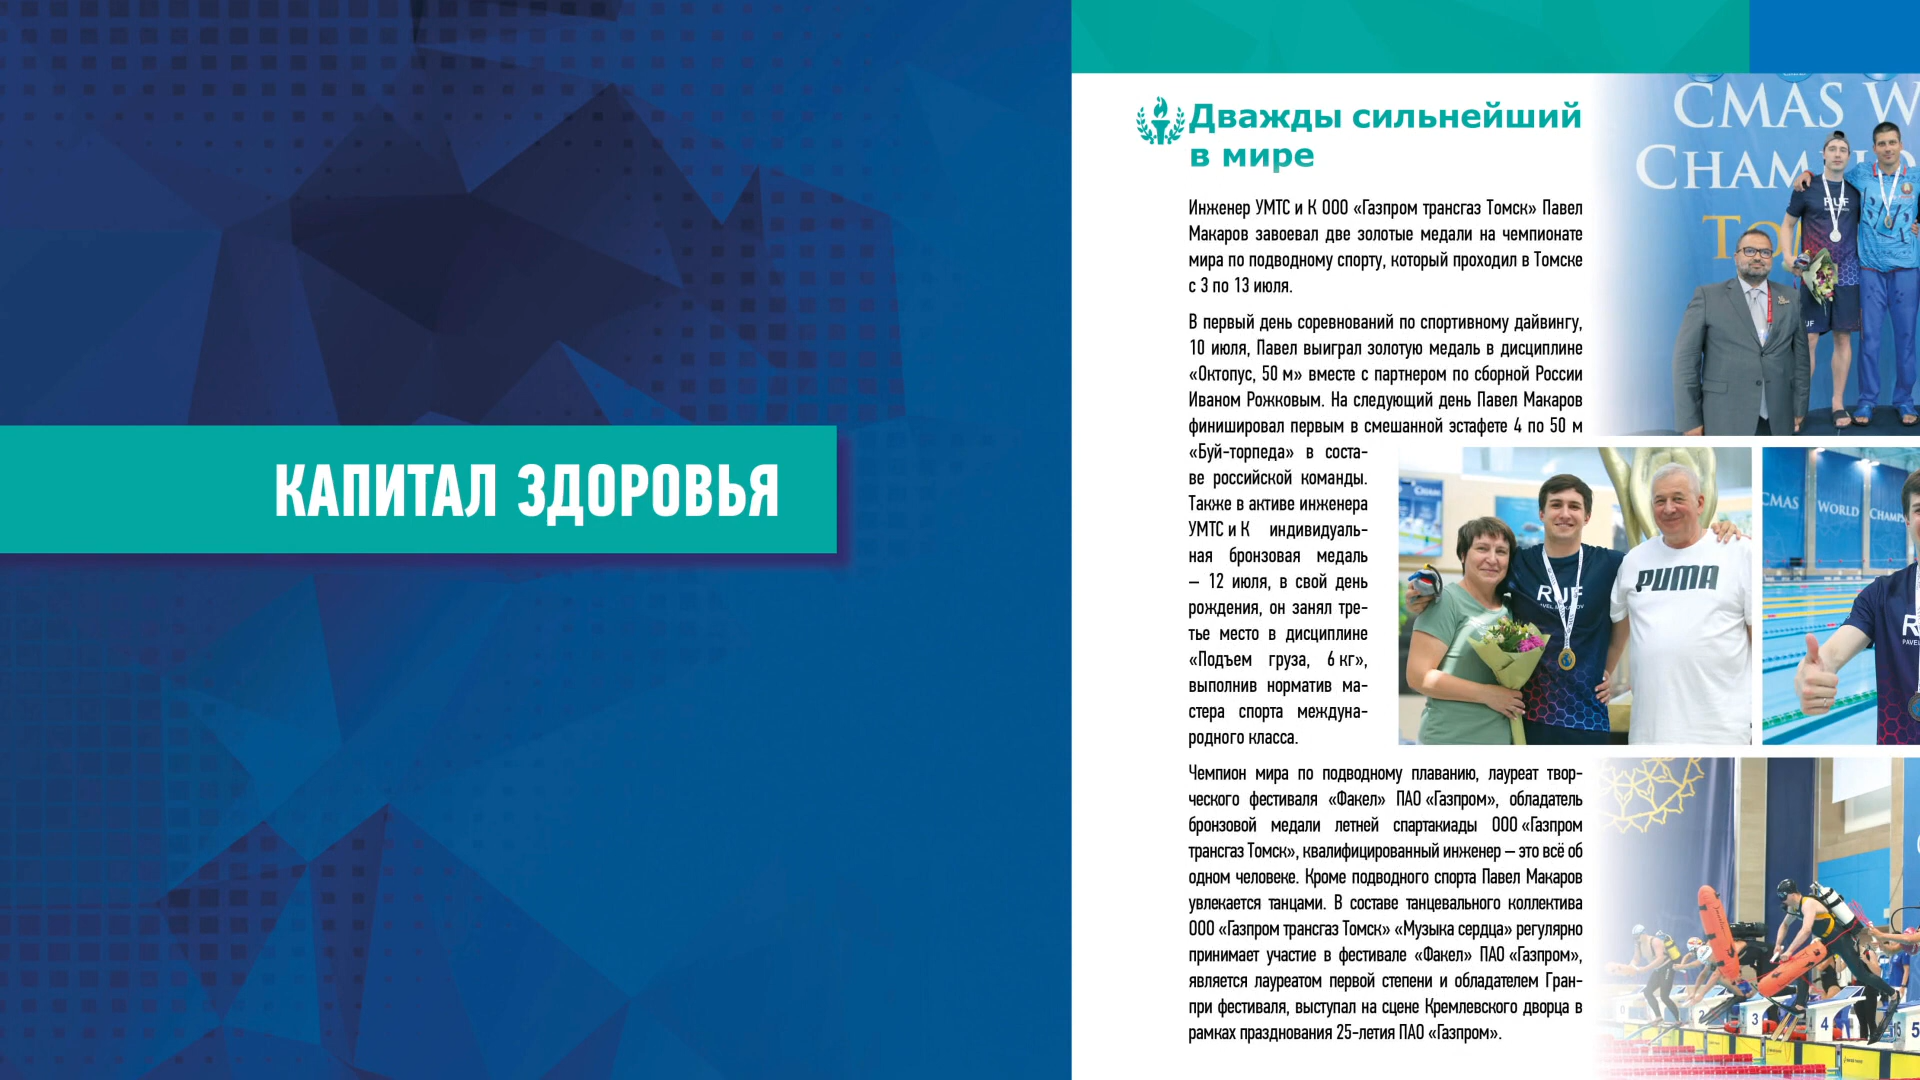 КАПИТАЛ ЗДОРОВЬЯ
Дважды сильнейший
в мире
Инженер УМТС и К ООО «Газпром трансгаз Томск» Павел
Макаров завоевал две золотые медали на чемпионате
мира по подводному спорту, который проходил в Томске
с 3 по 13 июля.
В первый день соревнований по спортивному дайвингу,
10 июля, Павел выиграл золотую медаль в дисциплине
«Октопус, 50 м» вместе с партнером по сборной России
Иваном Рожковым. На следующий день Павел Макаров
финишировал первым в смешанной эстафете 4 по 50 м
«Буй-торпеда» в соста-
ве российской команды.
Также в активе инженера
УМТС и К индивидуаль-
ная бронзовая медаль
– 12 июля, в свой день
рождения, он занял тре-
тье место в дисциплине
«Подъем груза, 6 кг»,
выполнив норматив ма-
стера спорта междуна-
родного класса.
Чемпион мира по подводному плаванию, лауреат твор-
ческого фестиваля «Факел» ПАО «Газпром», обладатель
бронзовой медали летней спартакиады ООО «Газпром
трансгаз Томск», квалифицированный инженер – это всё об
одном человеке. Кроме подводного спорта Павел Макаров
увлекается танцами. В составе танцевального коллектива
ООО «Газпром трансгаз Томск» «Музыка сердца» регулярно
принимает участие в фестивале «Факел» ПАО «Газпром»,
является лауреатом первой степени и обладателем Гран-
при фестиваля, выступал на сцене Кремлевского дворца в
рамках празднования 25-летия ПАО «Газпром».
CMAS W
CHAMP
RUF
RUF
PUMA
CMAS WORLD CHAMPS
2 3 4 5